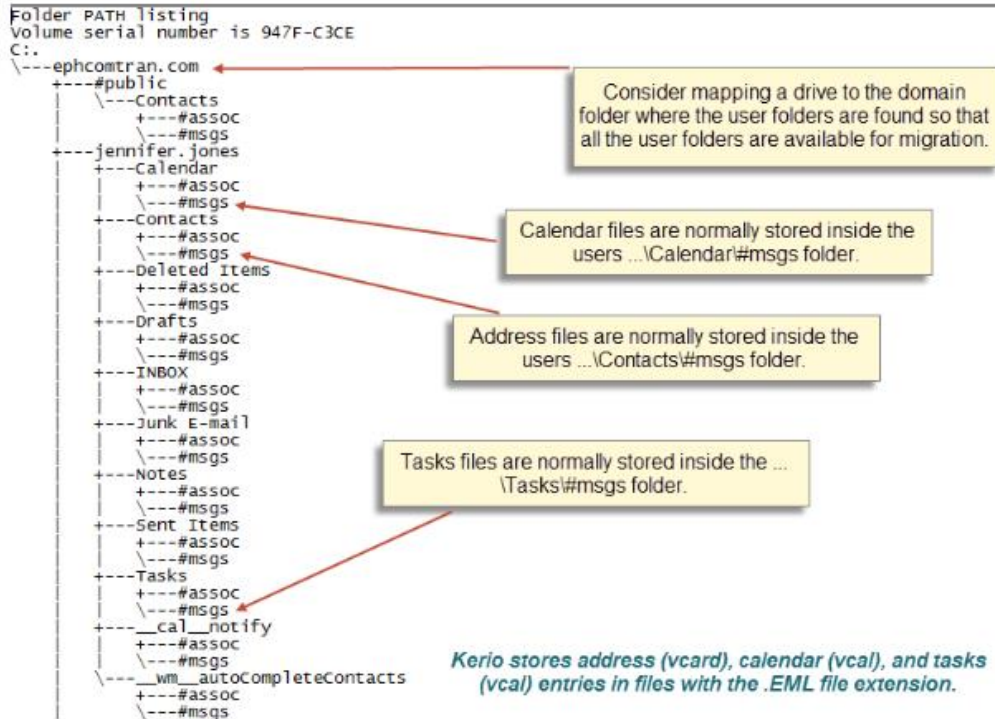 Folder PATH listing
Volume serial number is 947F-C3CE
C:.
\---ephcomtran.com
    +---#public
    |   \---Contacts
    |       +---#assoc
    |       \---#msgs
    +---jennifer.jones
    |   +---Calendar
    |   |   +---#assoc
    |   |   \---#msgs
    |   +---Contacts
    |   |   +---#assoc
    |   |   \---#msgs
    |   +---Deleted Items
    |   |   +---#assoc
    |   |   \---#msgs
    |   +---Drafts
    |   |   +---#assoc
    |   |   \---#msgs
    |   +---INBOX
    |   |   +---#assoc
    |   |   \---#msgs
    |   +---Junk E-mail
    |   |   +---#assoc
    |   |   \---#msgs
    |   +---Notes
    |   |   +---#assoc
    |   |   \---#msgs
    |   +---Sent Items
    |   |   +---#assoc
    |   |   \---#msgs
    |   +---Tasks
    |   |   +---#assoc
    |   |   \---#msgs
    |   +---__cal__notify
    |   |   +---#assoc
    |   |   \---#msgs
    |   \---__wm__autoCompleteContacts
    |       +---#assoc
    |       \---#msgs
Consider mapping a drive to the domain
folder where the user folders are found so that
all the user folders are available for migration.
Calendar files are normally stored inside the
users ...\Calendar\#msgs folder.
Address files are normally stored inside the
users ...\Contacts\#msgs folder.
Tasks files are normally stored inside the ...
\Tasks\#msgs folder.
Kerio stores address (vcard), calendar (vcal), and tasks
(vcal) entries in files with the .EML file extension.